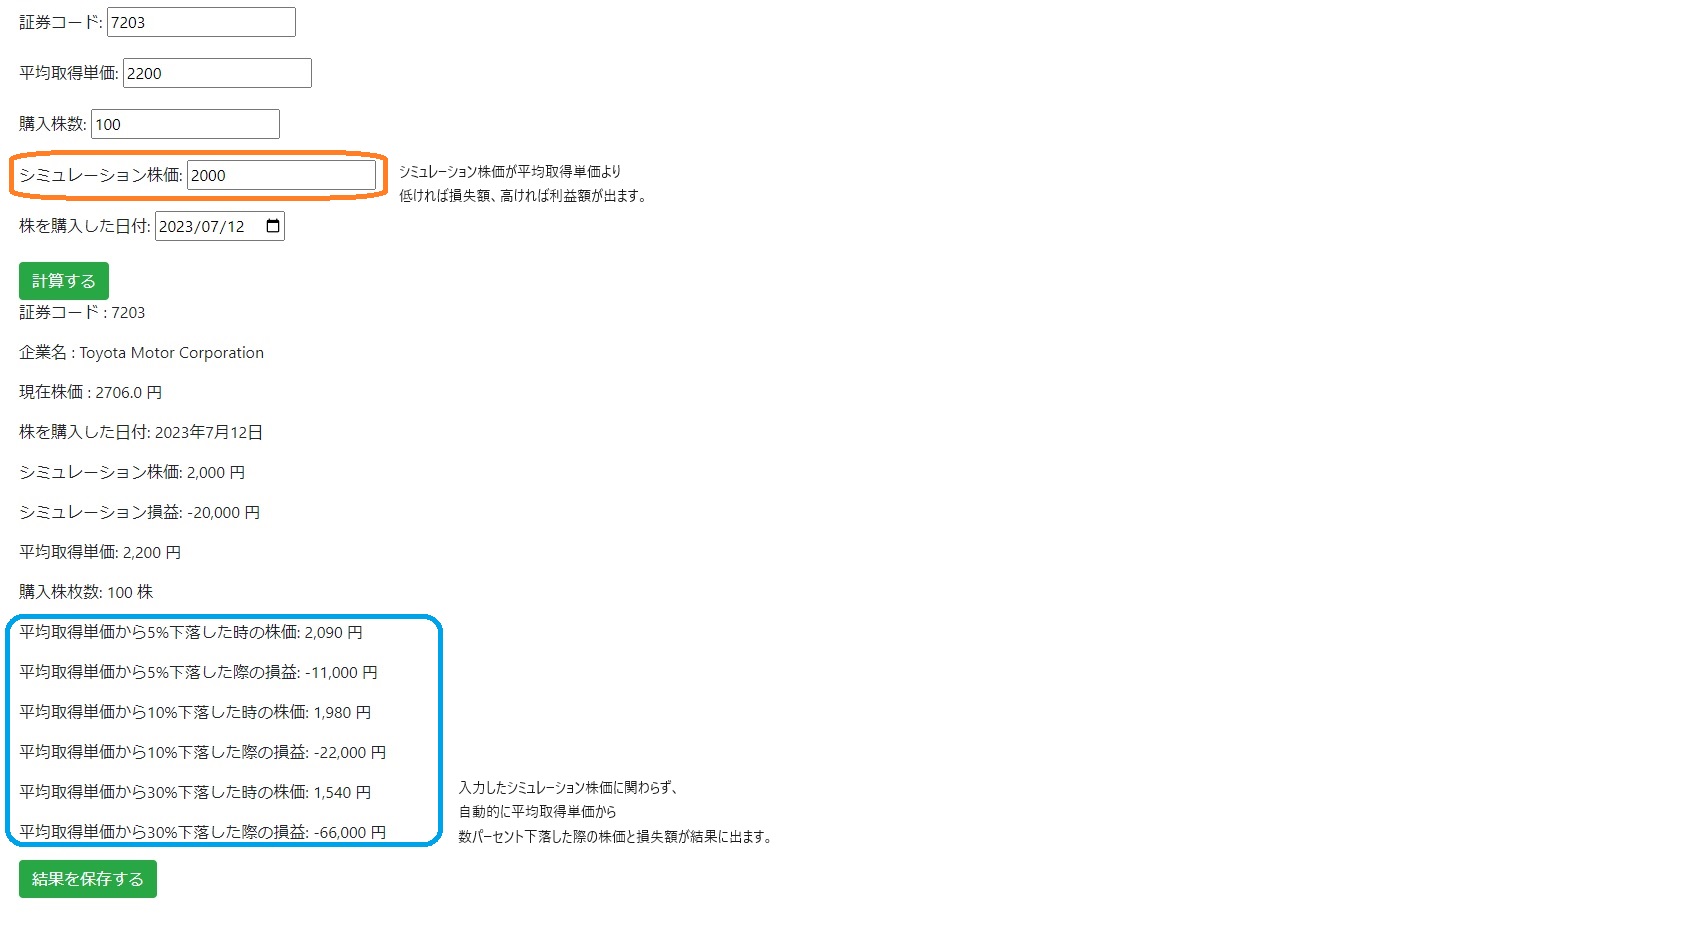 証券コード: 7203
平均取得単価: 2200
購入株数: 100
シミュレーション株価: 2000
シミュレーション株価が平均取得単価より
低ければ損失額、高ければ利益額が出ます。
株を購入した日付: 2023/07/12
計算する
証券コード : 7203
企業名 : Toyota Motor Corporation
現在株価 : 2706.0 円
株を購入した日付: 2023年7月12日
シミュレーション株価: 2,000 円
シミュレーション損益: -20,000 円
平均取得単価: 2,200 円
購入株枚数: 100 株
平均取得単価から5%下落した時の株価: 2,090 円
平均取得単価から5%下落した際の損益: -11,000 円
平均取得単価から10%下落した時の株価: 1,980 円
平均取得単価から10%下落した際の損益: -22,000 円
平均取得単価から30%下落した時の株価: 1,540 円
平均取得単価から30%下落した際の損益: -66,000 円
入力したシミュレーション株価に関わらず、
自動的に平均取得単価から
数パーセント下落した際の株価と損失額が結果に出ます。
結果を保存する